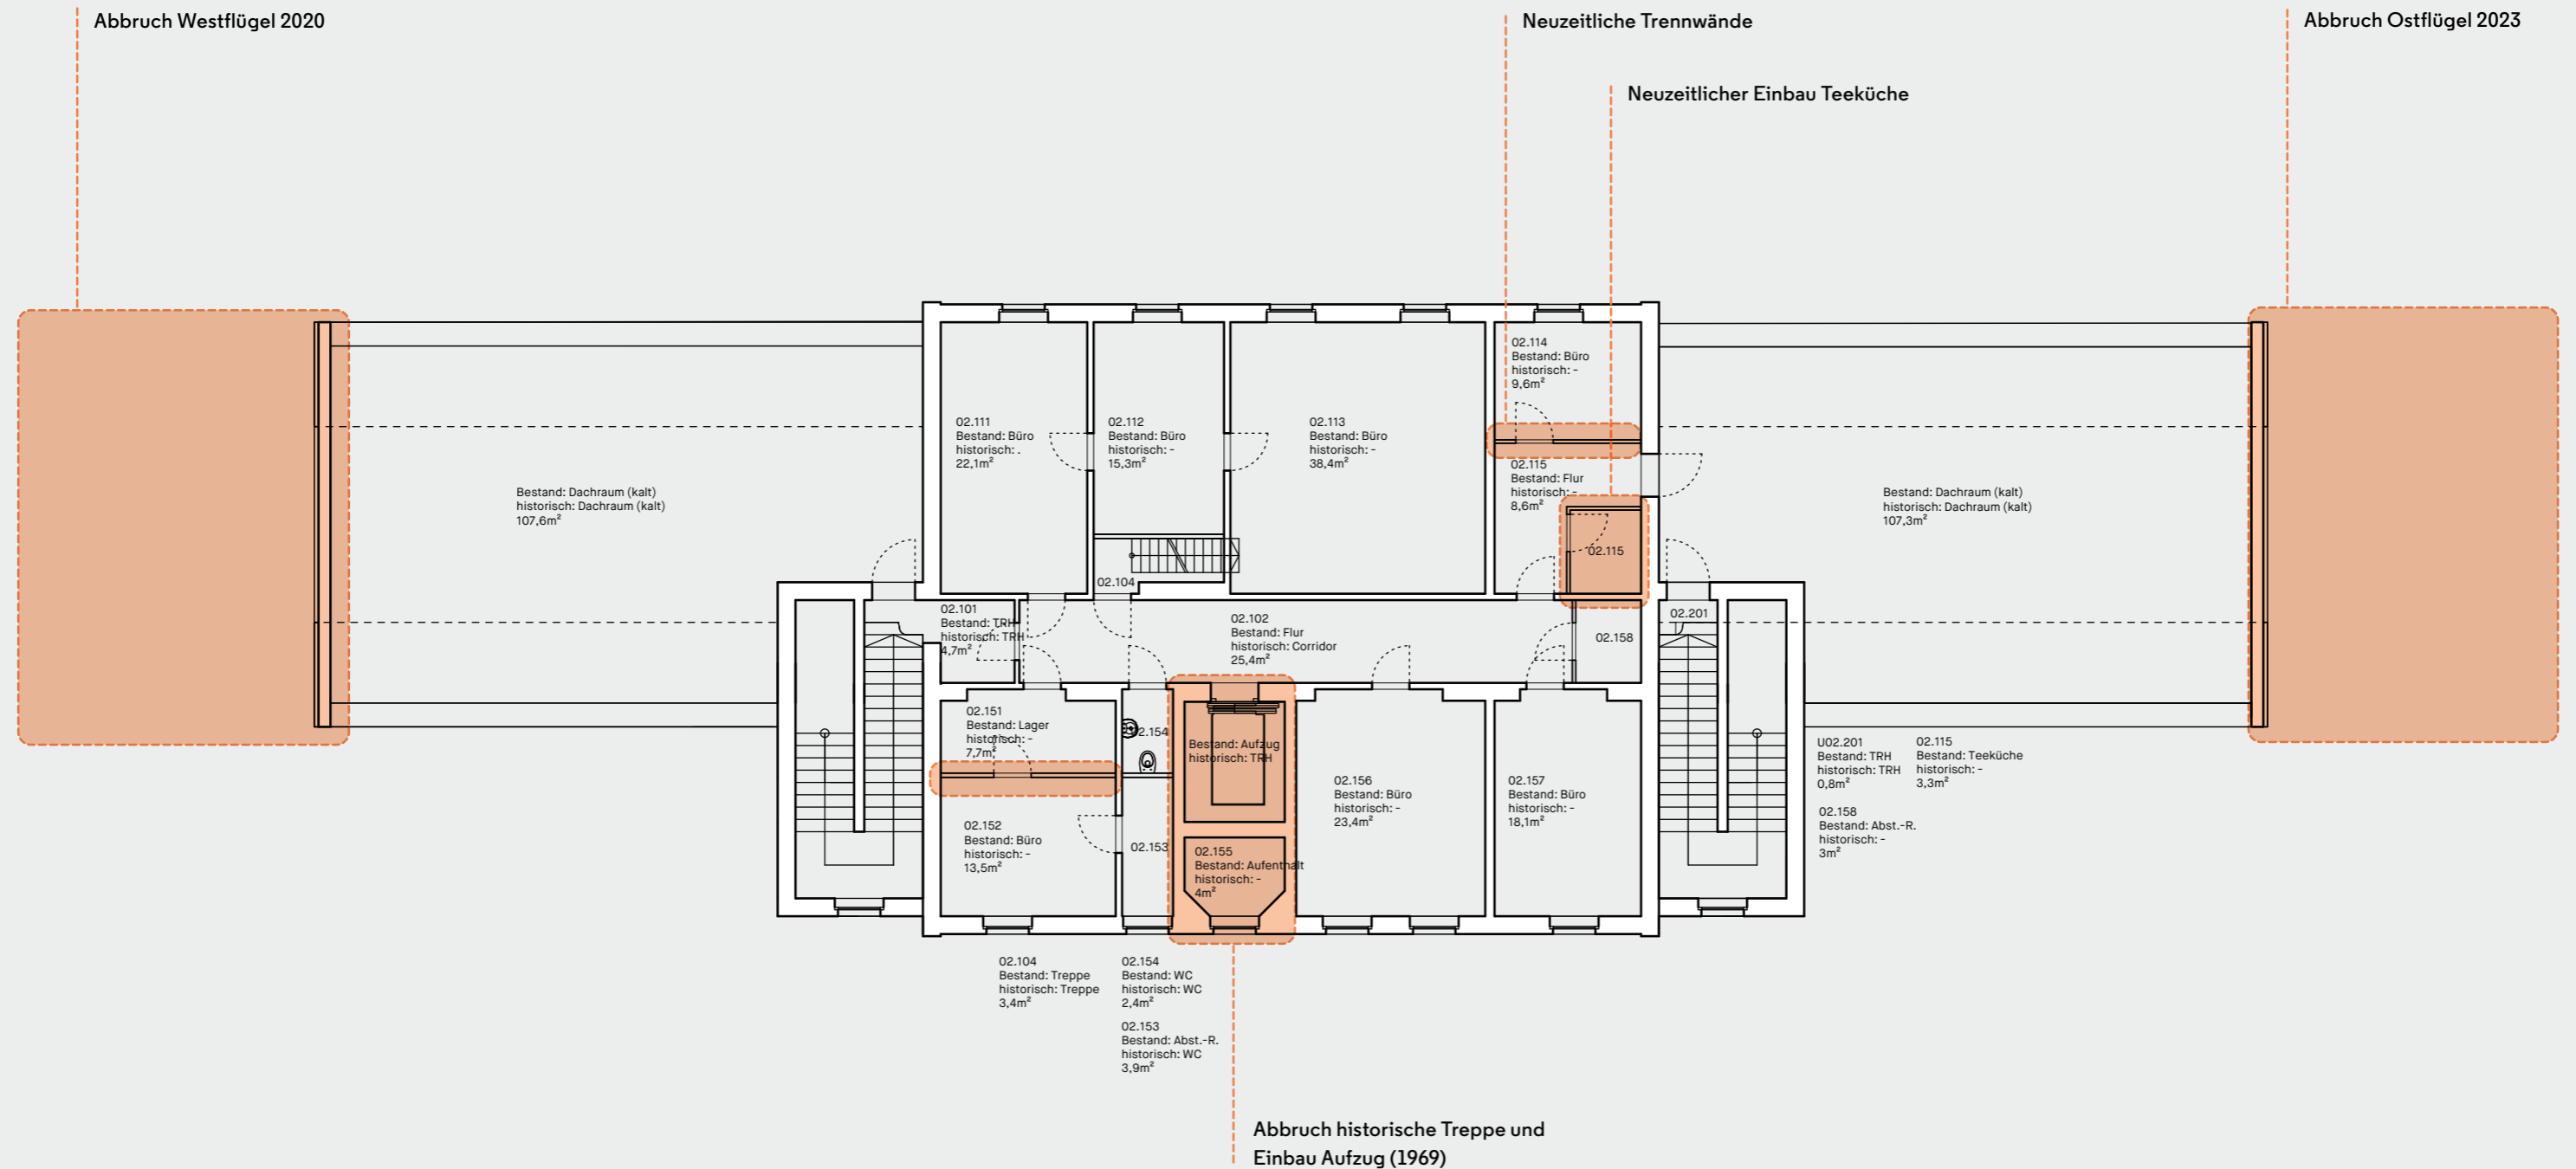 Abbruch Westflügel 2020
Neuzeitliche Trennwände
Abbruch Ostflügel 2023
Neuzeitlicher Einbau Teeküche
02.114
Bestand: Büro
historisch: -
9,6m²
02.111
Bestand: Büro
historisch: .
22,1m²
02.112
Bestand: Büro
historisch: -
15,3m²
02.113
Bestand: Büro
historisch: -
38,4m²
02.115
Bestand: Flur
historisch: -
8,6m²
Bestand: Dachraum (kalt)
historisch: Dachraum (kalt)
107,6m²
Bestand: Dachraum (kalt)
historisch: Dachraum (kalt)
107,3m²
02.115
02.104
02.101
Bestand: TRH
historisch: TRH
4,7m²
02.102
Bestand: Flur
historisch: Corridor
25,4m²
02.158
02.201
02.151
Bestand: Lager
historisch: -
7,7m²
02.154
Bestand: Aufzug
historisch: TRH
02.152
Bestand: Büro
historisch: -
13,5m²
02.153
02.155
Bestand: Aufenthalt
historisch: -
4m²
02.156
Bestand: Büro
historisch: -
23,4m²
02.157
Bestand: Büro
historisch: -
18,1m²
U02.201
Bestand: TRH
historisch: TRH
0,8m²
02.115
Bestand: Teeküche
historisch: -
3,3m²
02.158
Bestand: Abst.-R.
historisch: -
3m²
02.104
Bestand: Treppe
historisch: Treppe
3,4m²
02.154
Bestand: WC
historisch: WC
2,4m²
02.153
Bestand: Abst.-R.
historisch: WC
3,9m²
Abbruch historische Treppe und
Einbau Aufzug (1969)